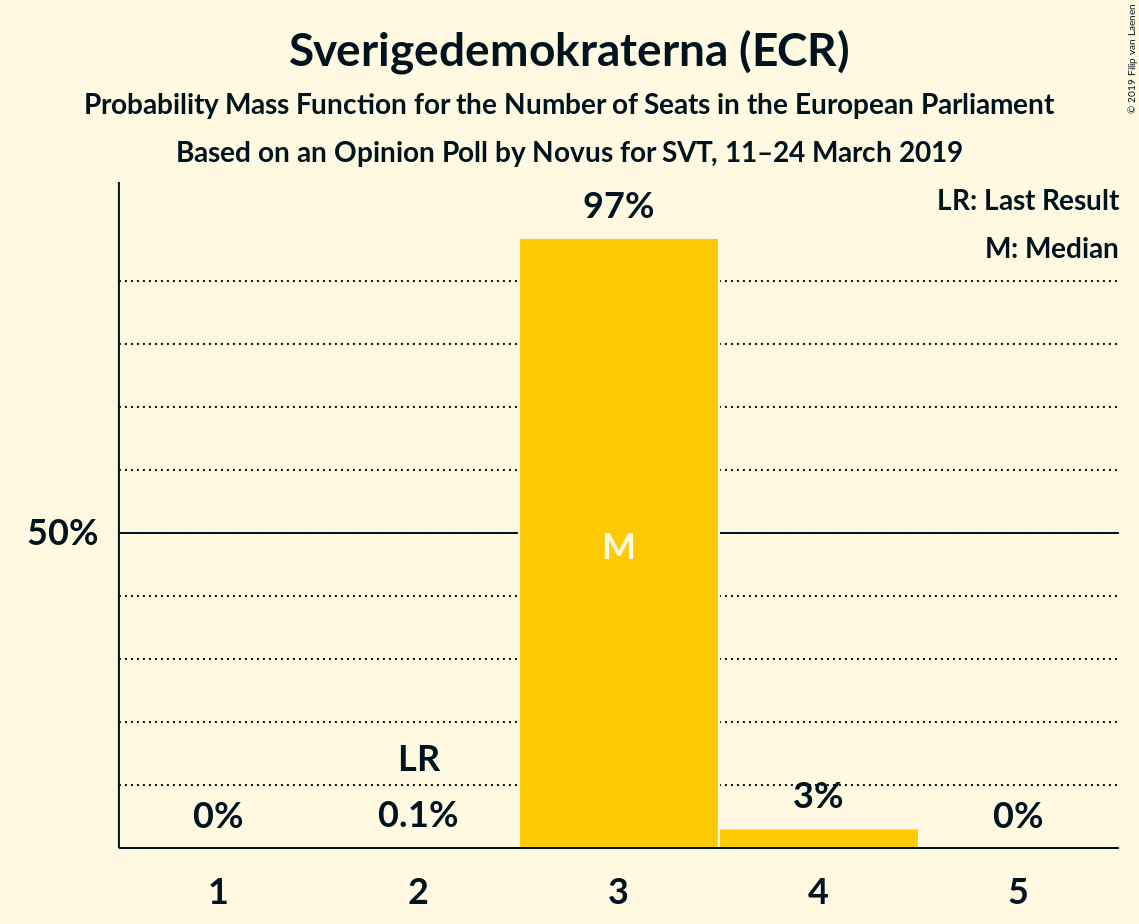 Sverigedemokraterna (ECR)
Probability Mass Function for the Number of Seats in the European Parliament
Based on an Opinion Poll by Novus for SVT, 11–24 March 2019
© 2019 Filip van Laenen
LR: Last Result
M: Median
97%
50%
M
LR
0%
0.1%
3%
0%
1
2
3
4
5